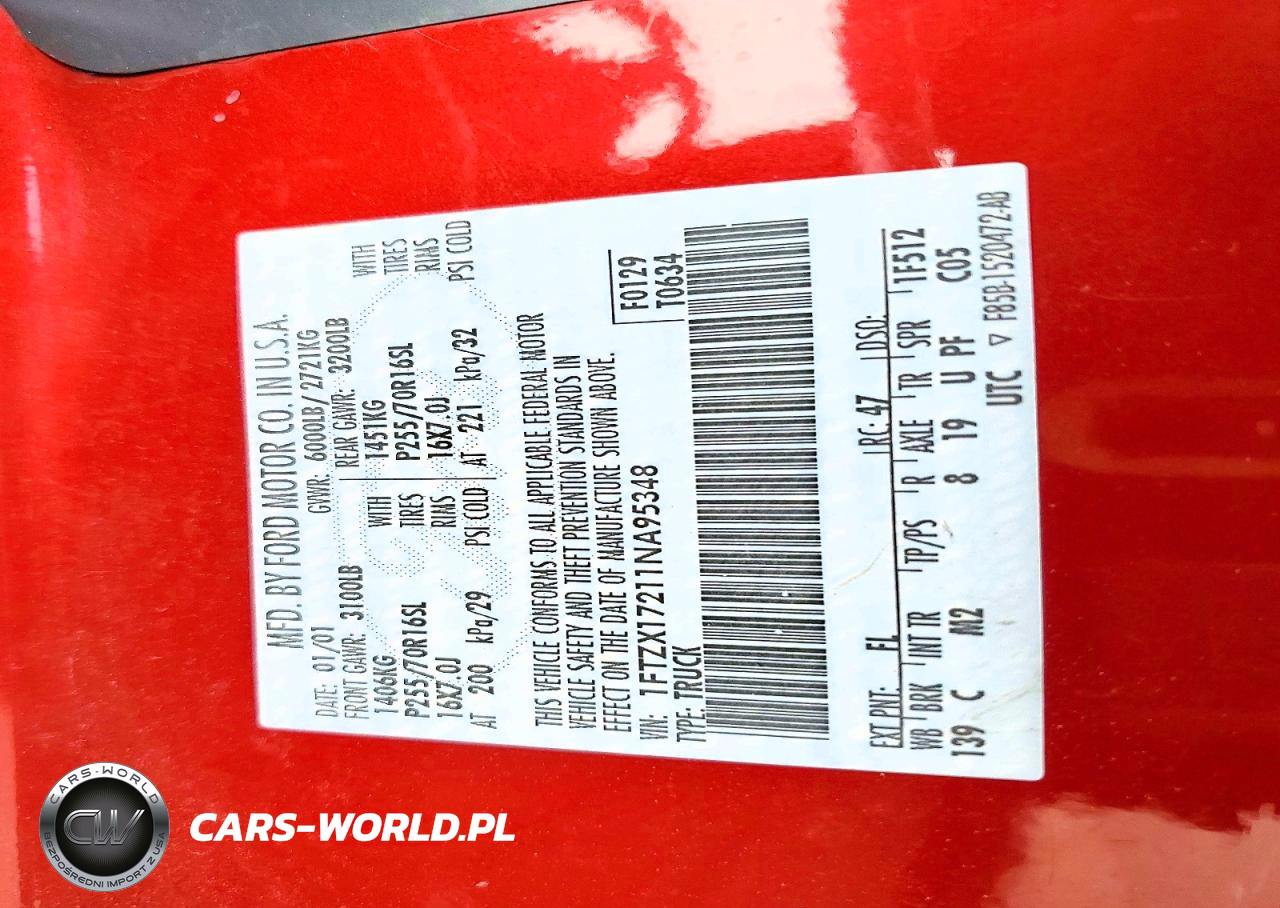 MFD. BY FORD MOTOR CO. IN U.S.A.
DATE: 01/01 GVWR: 6000LB/ 2721KG
FRONT GAWR: 3100LB REAR GAWR: 3200LB
1406KG WITH 1451KG WITH
P255/70R16SL TIRES P255/70R16SL TIRES
16X7.0J RIMS 16X7.0J RIMS
AT 200 kPa/29 PSI COLD AT 221 kPa/32 PSI COLD
THIS VEHICLE CONFORMS TO ALL APPLICABLE FEDERAL MOTOR
VEHICLE SAFETY AND THEFT PREVENTION STANDARDS IN
EFFECT ON THE DATE OF MANUFACTURE SHOWN ABOVE.
F0129
VIN: 1FTZX17211NA95348
T0634
TYPE: TRUCK
EXT PNT: FL RC: 47 DSO:
WB BRK INT TR TP/PS R AXLE TR SPR 1F512
139 C M2 8 19 U PF C05
UTC ▽ F85B-1520472-AB
CARS-WORLD
CW
BEZPOŚREDNI IMPORT Z USA
CARS-WORLD.PL